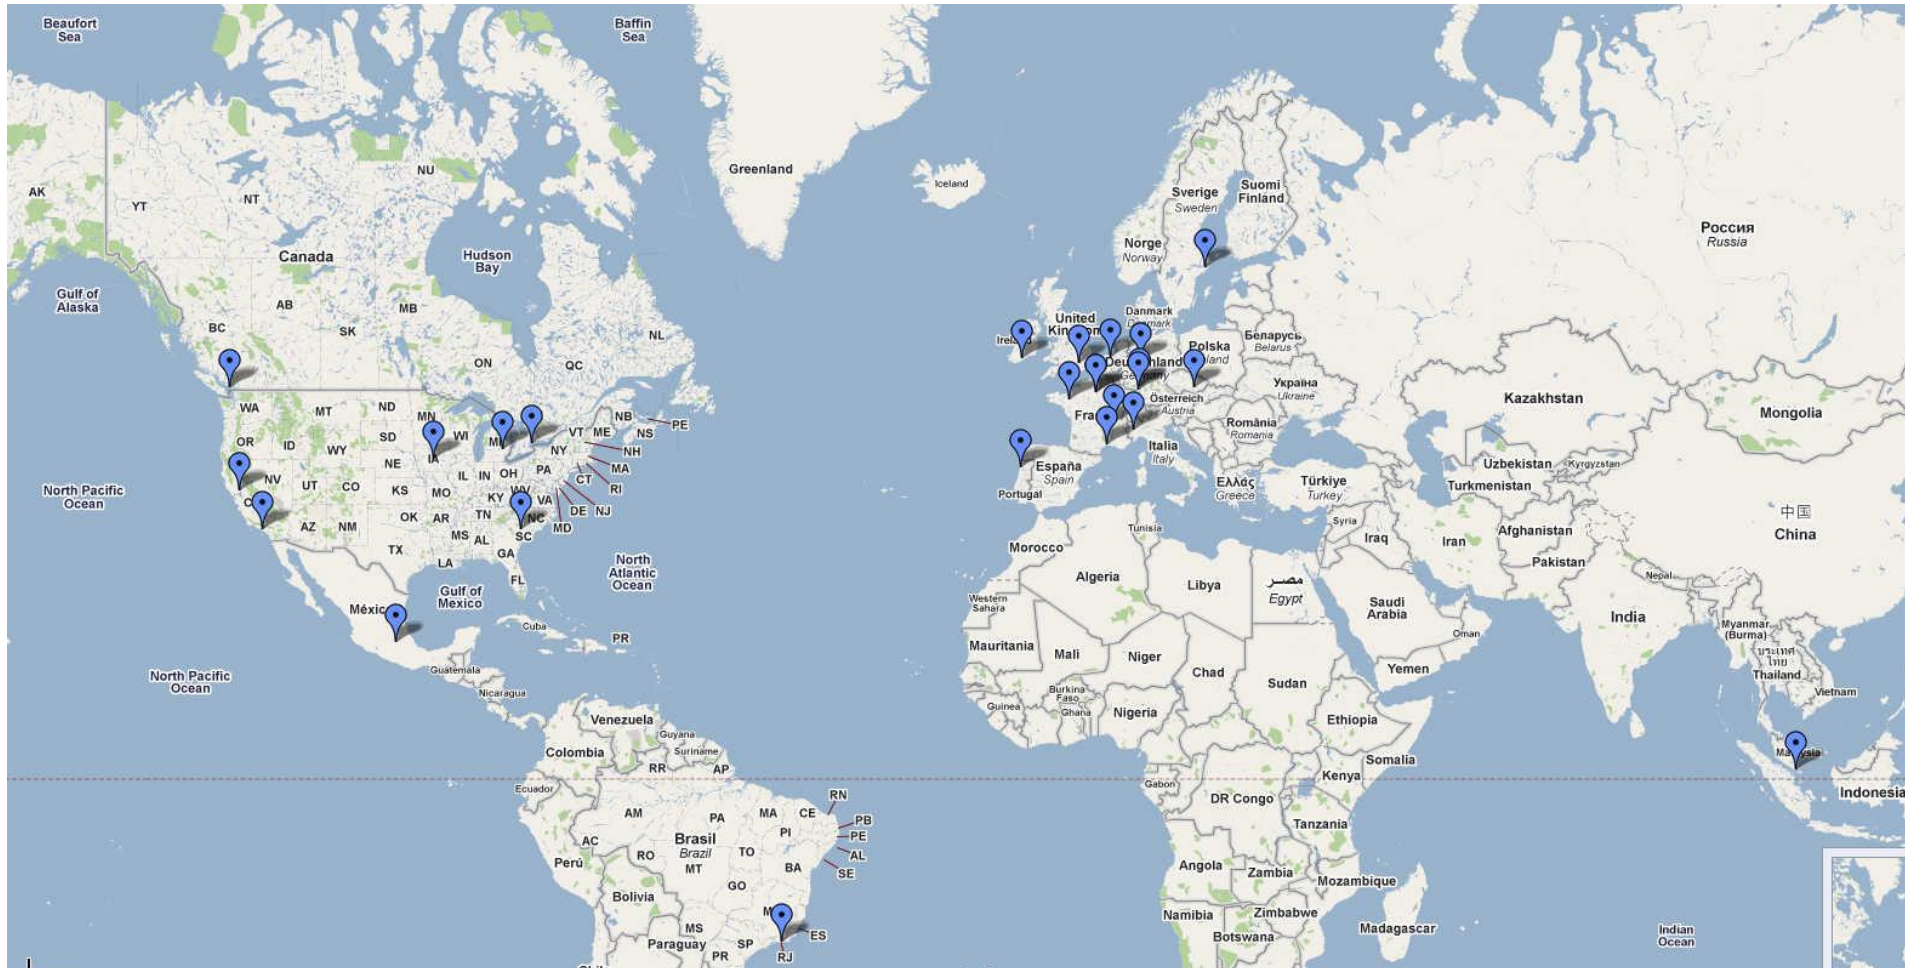 Beaufort
Sea
Baffin
Sea
Greenland
Iceland
NU
AK
YT
NT
Sverige
Sweden
Suomi
Finland
Россия
Russia
Norge
Norway
Canada
Hudson
Bay
Gulf of
Alaska
AB
MB
BC
SK
NL
ON
QC
United
Danmark
Беларусь
Belarus
Polska
Україна
Ukraine
Österreich
Austria
Kazakhstan
Mongolia
WA
MT
ND
MN
OR
ID
WY
SD
WI
NE
IA
VT
ME
NB
NS
PE
NY
NH
MA
RI
CT
NJ
DE
MD
NV
UT
CO
KS
MO
IL
IN
OH
PA
KY
WV
VA
OK
AR
TN
NC
SC
AZ
NM
MS
AL
GA
TX
LA
FL
România
Romania
Italia
Italy
España
Spain
Portugal
Ελλάς
Greece
Türkiye
Turkey
Uzbekistan
Kyrgyzstan
Turkmenistan
North Pacific
Ocean
North
Atlantic
Ocean
Gulf of
Mexico
Cuba
PR
Guatemala
Nicaragua
North Pacific
Ocean
Morocco
Tunisia
Algeria
Libya
مصر
Egypt
Western
Sahara
Syria
Iraq
Iran
Afghanistan
Pakistan
中国
China
Nepal
India
Saudi
Arabia
Oman
Yemen
Myanmar
(Burma)
ประเทศ
ไทย
Thailand
Vietnam
Mauritania
Mali
Niger
Chad
Sudan
Burkina
Faso
Guinea
Ghana
Nigeria
Ethiopia
Somalia
Kenya
Gabon
DR Congo
Tanzania
Indonesia
Venezuela
Guyana
Suriname
Colombia
RR
AP
Ecuador
AM
PA
MA
CE
RN
PB
PE
AL
SE
PI
AC
Brasil
Brazil
RO
MT
TO
BA
Perú
GO
Bolivia
MS
SP
ES
Paraguay
PR
RJ
Angola
Zambia
Mozambique
Namibia
Zimbabwe
Botswana
Madagascar
Indian
Ocean